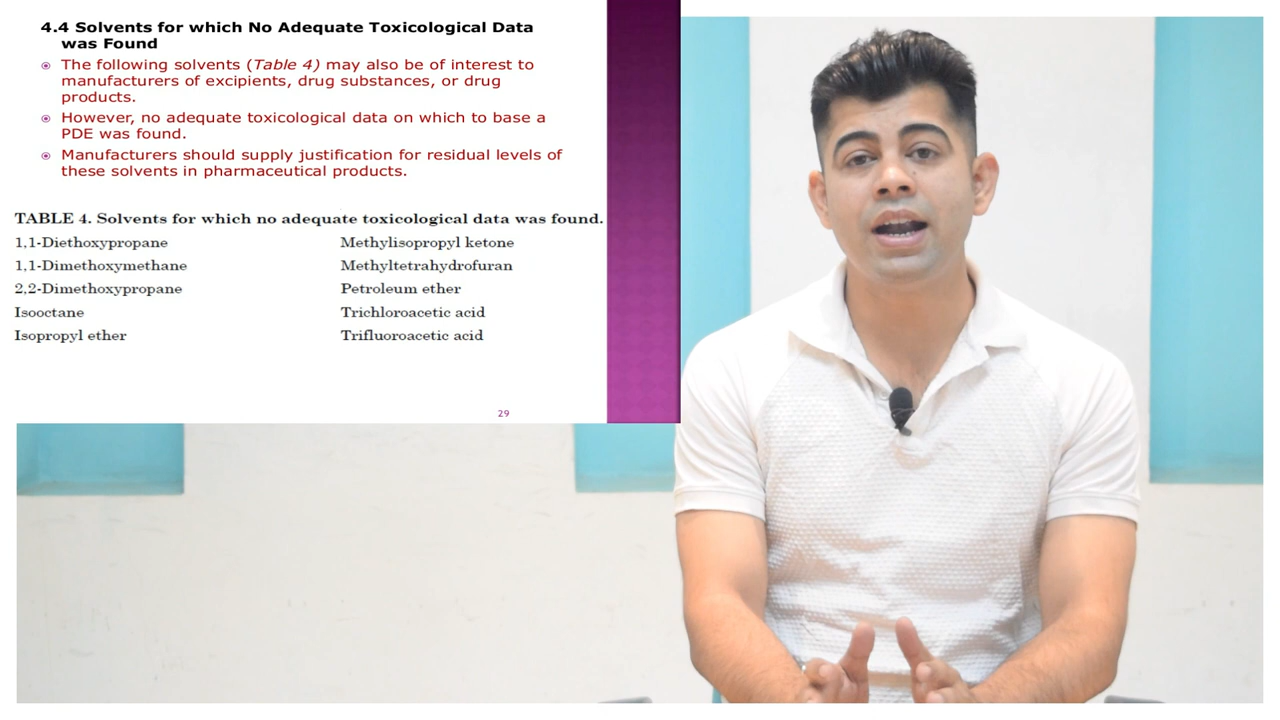 4.4 Solvents for which No Adequate Toxicological Data
was Found
The following solvents (Table 4) may also be of interest to
manufacturers of excipients, drug substances, or drug
products.
However, no adequate toxicological data on which to base a
PDE was found.
Manufacturers should supply justification for residual levels of
these solvents in pharmaceutical products.
TABLE 4. Solvents for which no adequate toxicological data was found.
1,1-Diethoxypropane Methylisopropyl ketone
1,1-Dimethoxymethane Methyltetrahydrofuran
2,2-Dimethoxypropane Petroleum ether
Isooctane Trichloroacetic acid
Isopropyl ether Trifluoroacetic acid
29